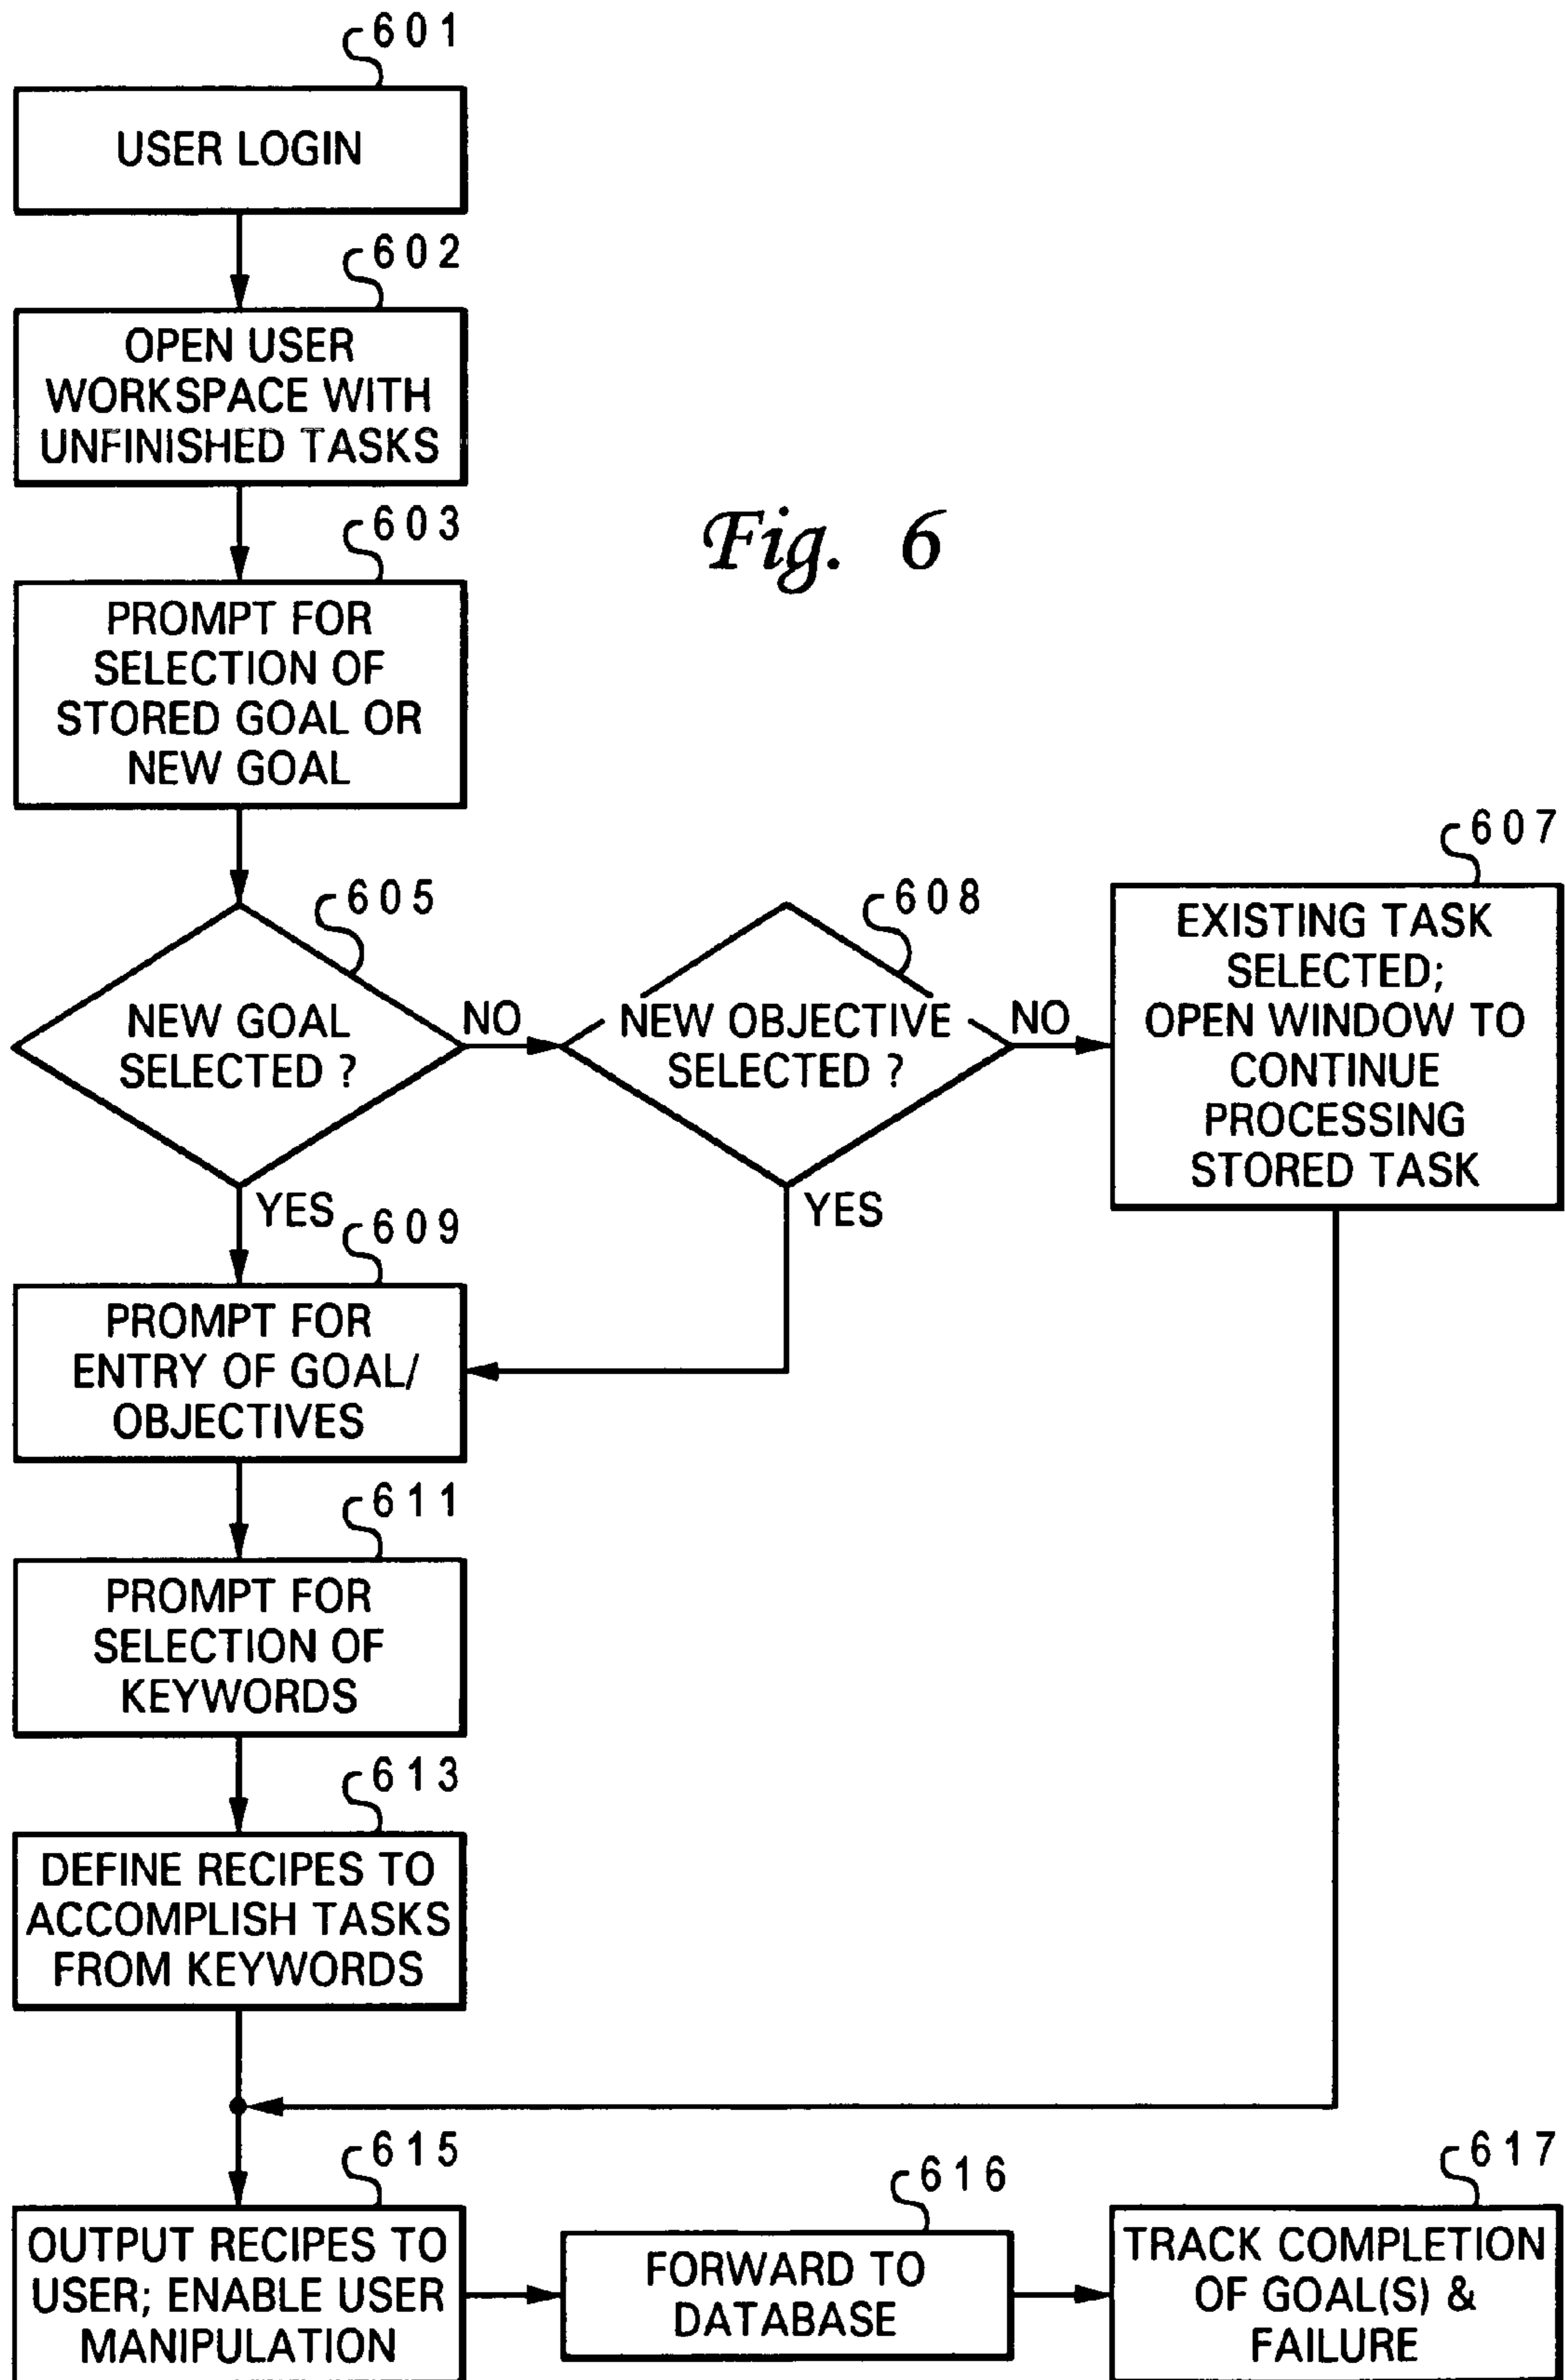 601
USER LOGIN
602
OPEN USER
WORKSPACE WITH
UNFINISHED TASKS
603
PROMPT FOR
SELECTION OF
STORED GOAL OR
NEW GOAL
Fig. 6
605
NEW GOAL
SELECTED ?
NO
YES
608
NEW OBJECTIVE
SELECTED ?
NO
YES
607
EXISTING TASK
SELECTED;
OPEN WINDOW TO
CONTINUE
PROCESSING
STORED TASK
609
PROMPT FOR
ENTRY OF GOAL/
OBJECTIVES
611
PROMPT FOR
SELECTION OF
KEYWORDS
613
DEFINE RECIPES TO
ACCOMPLISH TASKS
FROM KEYWORDS
615
OUTPUT RECIPES TO
USER; ENABLE USER
MANIPULATION
616
FORWARD TO
DATABASE
617
TRACK COMPLETION
OF GOAL(S) &
FAILURE